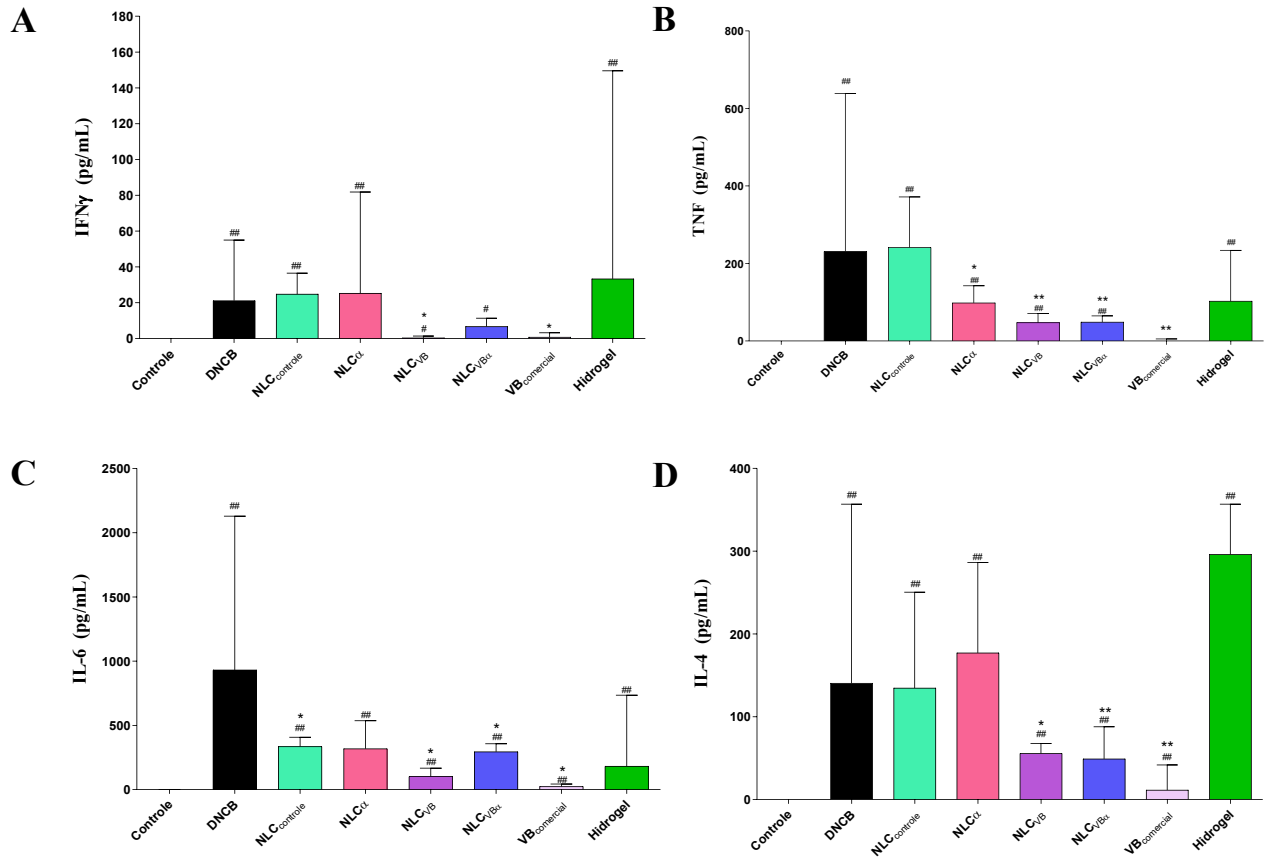 A
IFNγ (pg/mL)
180
160
140
120
100
80
60
40
20
0
##
##
##
*
#
#
*
##
Controle
DNCB
NLCcontrole
NLCα
NLCVB
NLCVBα
VBcomercial
Hidrogel
B
TNF (pg/mL)
800
600
400
200
0
##
##
*
##
**
##
**
##
**
##
Controle
DNCB
NLCcontrole
NLCα
NLCVB
NLCVBα
VBcomercial
Hidrogel
C
IL-6 (pg/mL)
2500
2000
1500
1000
500
0
##
*
##
##
*
##
*
##
*
##
##
Controle
DNCB
NLCcontrole
NLCα
NLCVB
NLCVBα
VBcomercial
Hidrogel
D
IL-4 (pg/mL)
400
300
200
100
0
##
##
##
*
##
**
##
**
##
##
Controle
DNCB
NLCcontrole
NLCα
NLCVB
NLCVBα
VBcomercial
Hidrogel